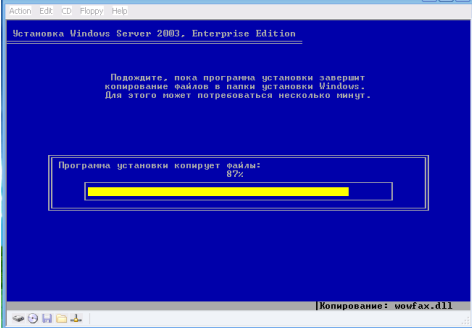 Action Edit CD Floppy Help
Установка Windows Server 2003, Enterprise Edition
Подождите, пока программа установки завершит
копирование файлов в папки установки Windows.
Для этого может потребоваться несколько минут.
Программа установки копирует файлы:
87%
Копирование: wowfax.dll